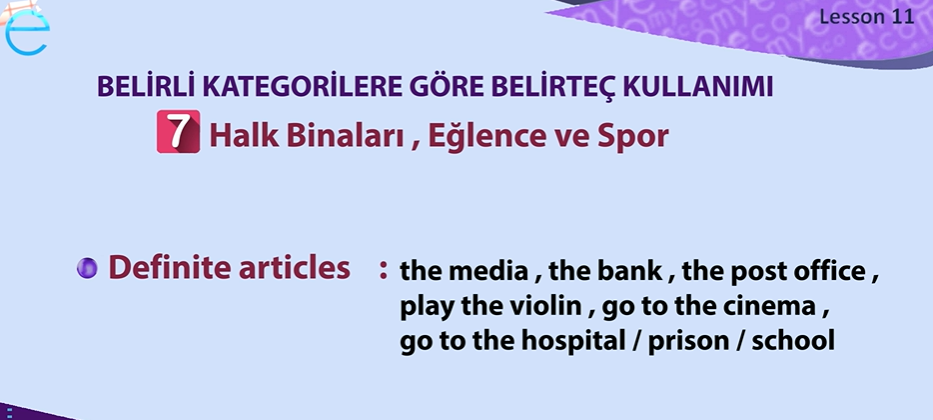 Lesson 11
BELİRLİ KATEGORİLERE GÖRE BELİRTEÇ KULLANIMI
7 Halk Binaları , Eğlence ve Spor
Definite articles : the media , the bank , the post office ,
play the violin , go to the cinema ,
go to the hospital / prison / school